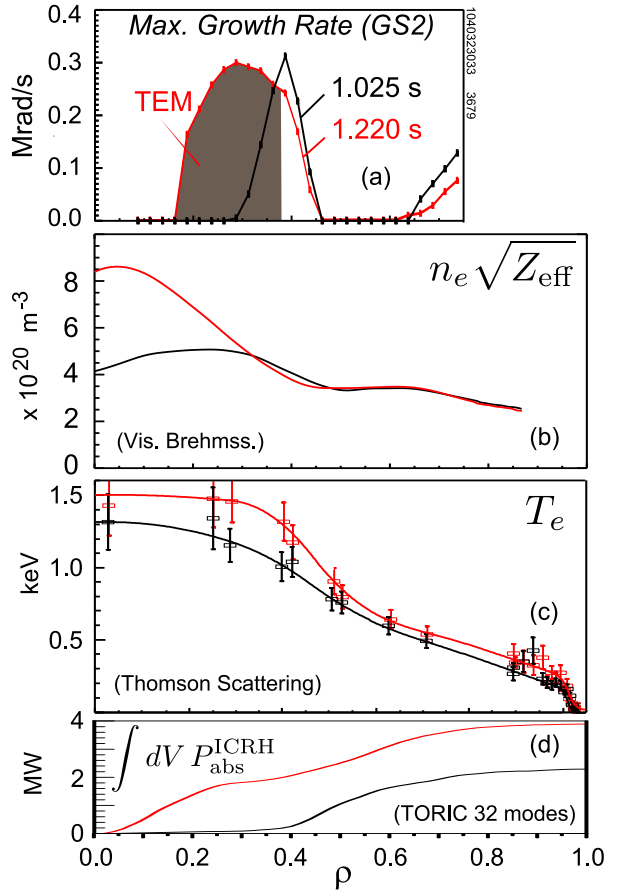 Max. Growth Rate (GS2)
0.4
0.3
0.2
0.1
0.0
Mrad/s
TEM
1.025 s
1.220 s
(a)
1040323033
3679
8
6
4
2
0
x 10^20 m^-3
n_e √Z_eff
(Vis. Brehmss.)
(b)
1.5
1.0
0.5
keV
T_e
(c)
(Thomson Scattering)
4
2
0
MW
∫ dV P_abs^ICRH
(d)
(TORIC 32 modes)
0.0 0.2 0.4 0.6 0.8 1.0
ρ